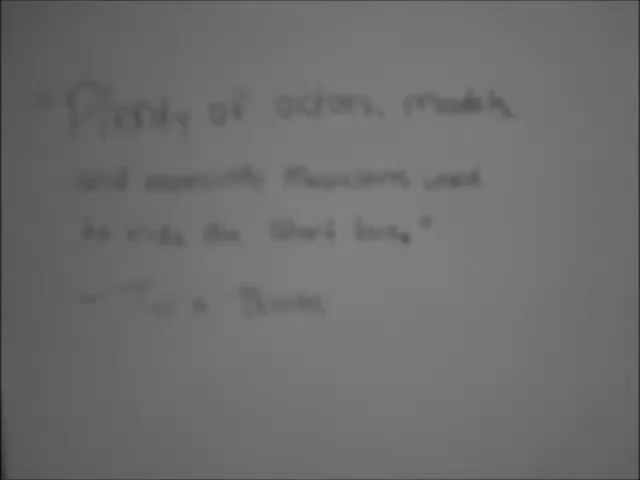 "Plenty of actors, models,
and especially Musicians used
to ride the short bus."
-